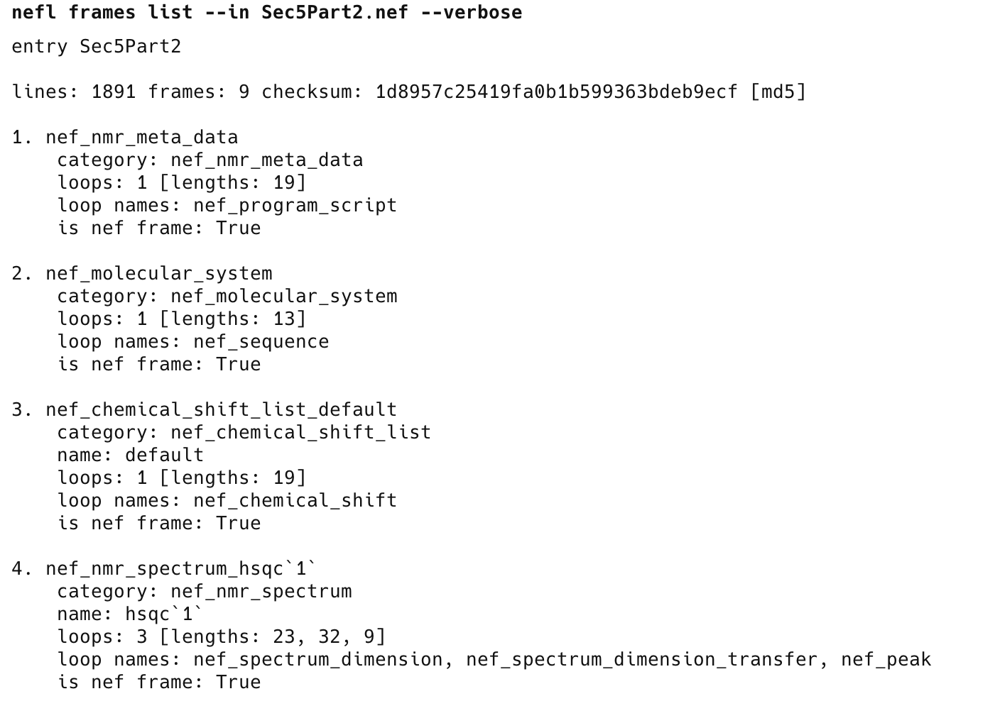 nefl frames list --in Sec5Part2.nef --verbose
entry Sec5Part2
lines: 1891 frames: 9 checksum: 1d8957c25419fa0b1b599363bdeb9ecf [md5]
1. nef_nmr_meta_data
category: nef_nmr_meta_data
loops: 1 [lengths: 19]
loop names: nef_program_script
is nef frame: True
2. nef_molecular_system
category: nef_molecular_system
loops: 1 [lengths: 13]
loop names: nef_sequence
is nef frame: True
3. nef_chemical_shift_list_default
category: nef_chemical_shift_list
name: default
loops: 1 [lengths: 19]
loop names: nef_chemical_shift
is nef frame: True
4. nef_nmr_spectrum_hsqc`1`
category: nef_nmr_spectrum
name: hsqc`1`
loops: 3 [lengths: 23, 32, 9]
loop names: nef_spectrum_dimension, nef_spectrum_dimension_transfer, nef_peak
is nef frame: True